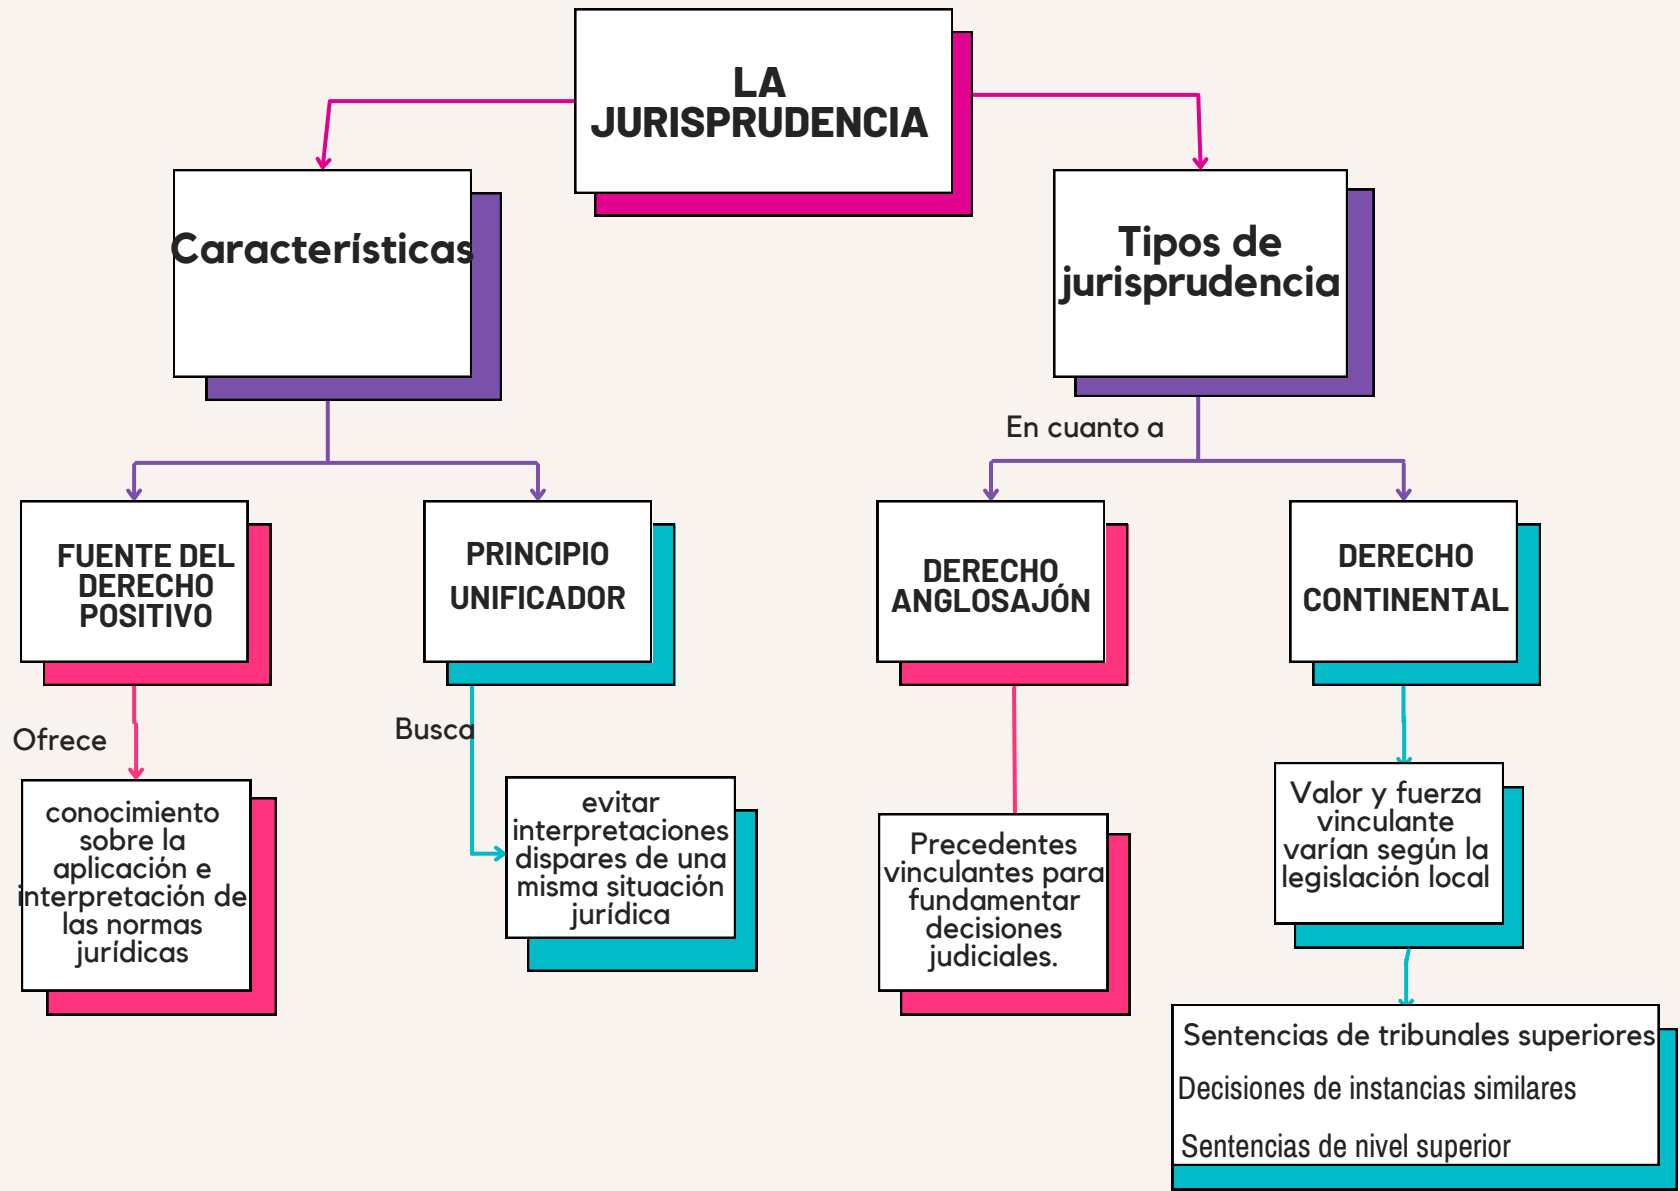 LA
JURISPRUDENCIA
Características
Tipos de
jurisprudencia
En cuanto a
FUENTE DEL
DERECHO
POSITIVO
PRINCIPIO
UNIFICADOR
DERECHO
ANGLOSAJÓN
DERECHO
CONTINENTAL
Ofrece
Busca
conocimiento
sobre la
aplicación e
interpretación de
las normas
jurídicas
evitar
interpretaciones
dispares de una
misma situación
jurídica
Precedentes
vinculantes para
fundamentar
decisiones
judiciales.
Valor y fuerza
vinculante
varían según la
legislación local
Sentencias de tribunales superiores
Decisiones de instancias similares
Sentencias de nivel superior